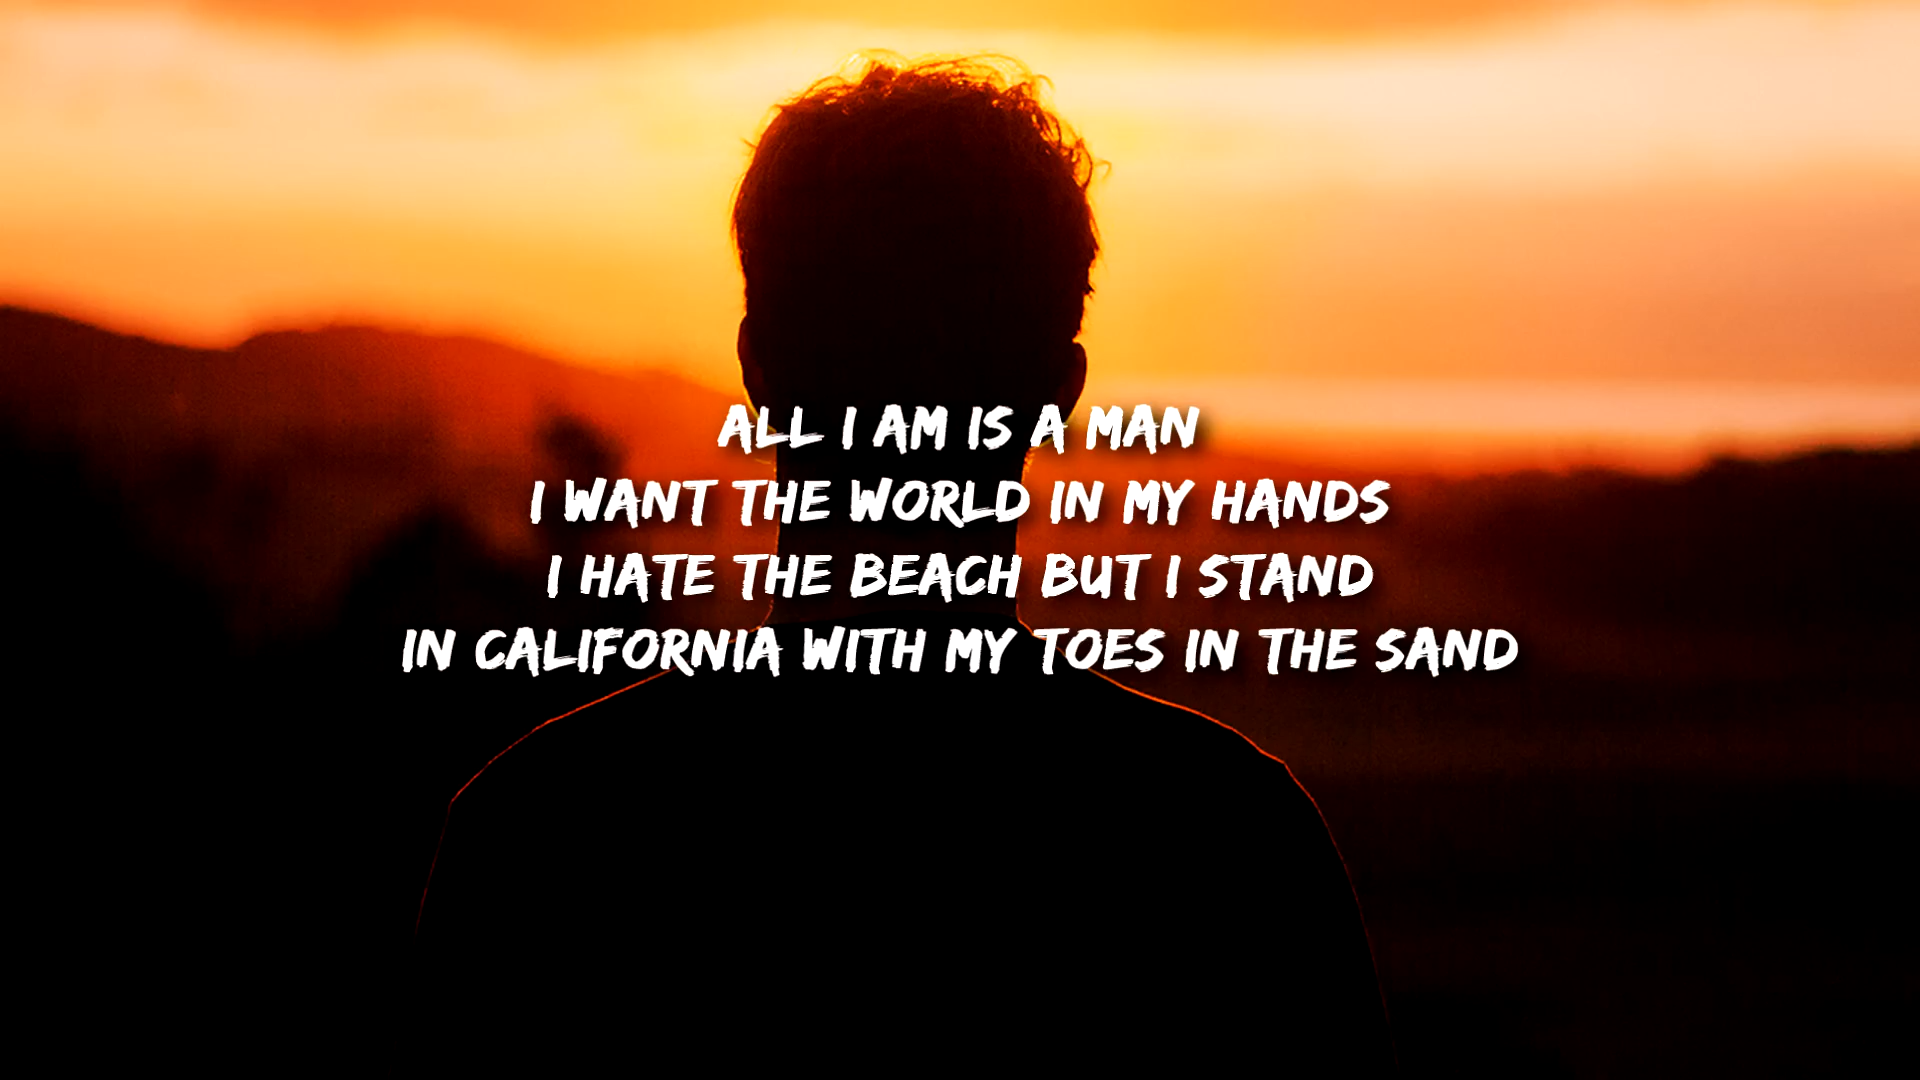 ALL I AM IS A MAN
I WANT THE WORLD IN MY HANDS
I HATE THE BEACH BUT I STAND
IN CALIFORNIA WITH MY TOES IN THE SAND